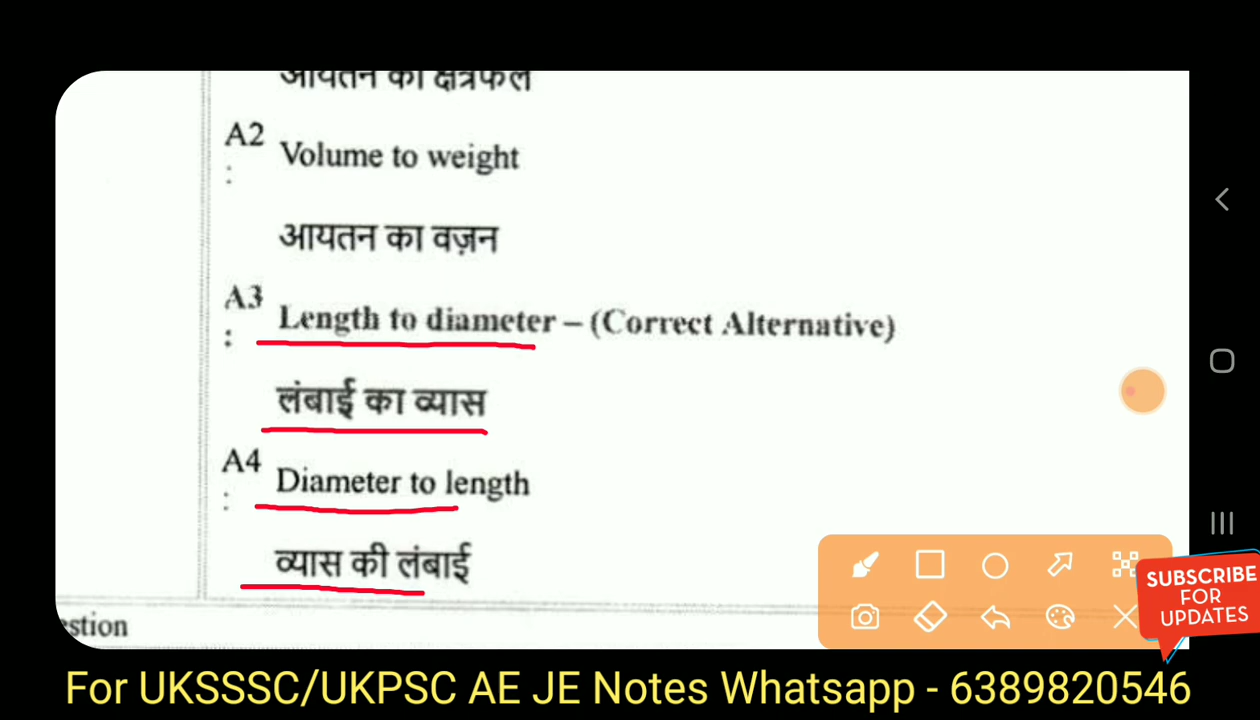 आयतन का क्षेत्रफल
A2 :
Volume to weight
आयतन का वज़न
A3 :
Length to diameter – (Correct Alternative)
लंबाई का व्यास
A4 :
Diameter to length
व्यास की लंबाई
stion
SUBSCRIBE
FOR
UPDATES
For UKSSSC/UKPSC AE JE Notes Whatsapp - 6389820546